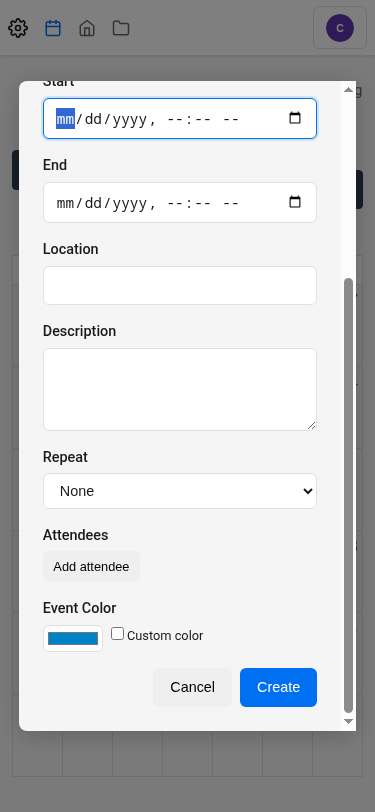 C
Start
mm/dd/yyyy, --:-- --
End
mm/dd/yyyy, --:-- --
Location
Description
Repeat
None
Attendees
Add attendee
Event Color
Custom color
Cancel
Create